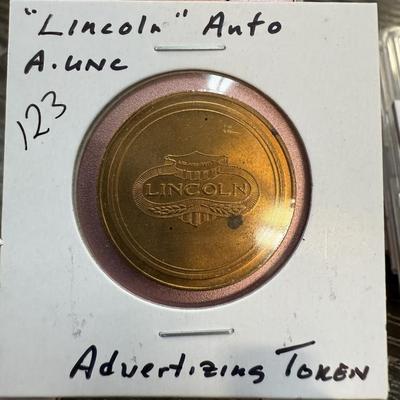 "Lincoln" Auto
A.UNC
123
LINCOLN
Advertizing Token